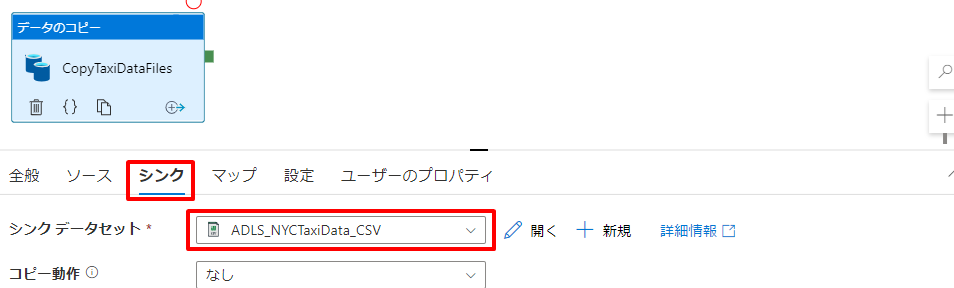 データのコピー
CopyTaxiDataFiles
全般 ソース シンク マップ 設定 ユーザーのプロパティ
シンク データセット * ADLS_NYCTaxiData_CSV 開く 新規 詳細情報
コピー動作 なし